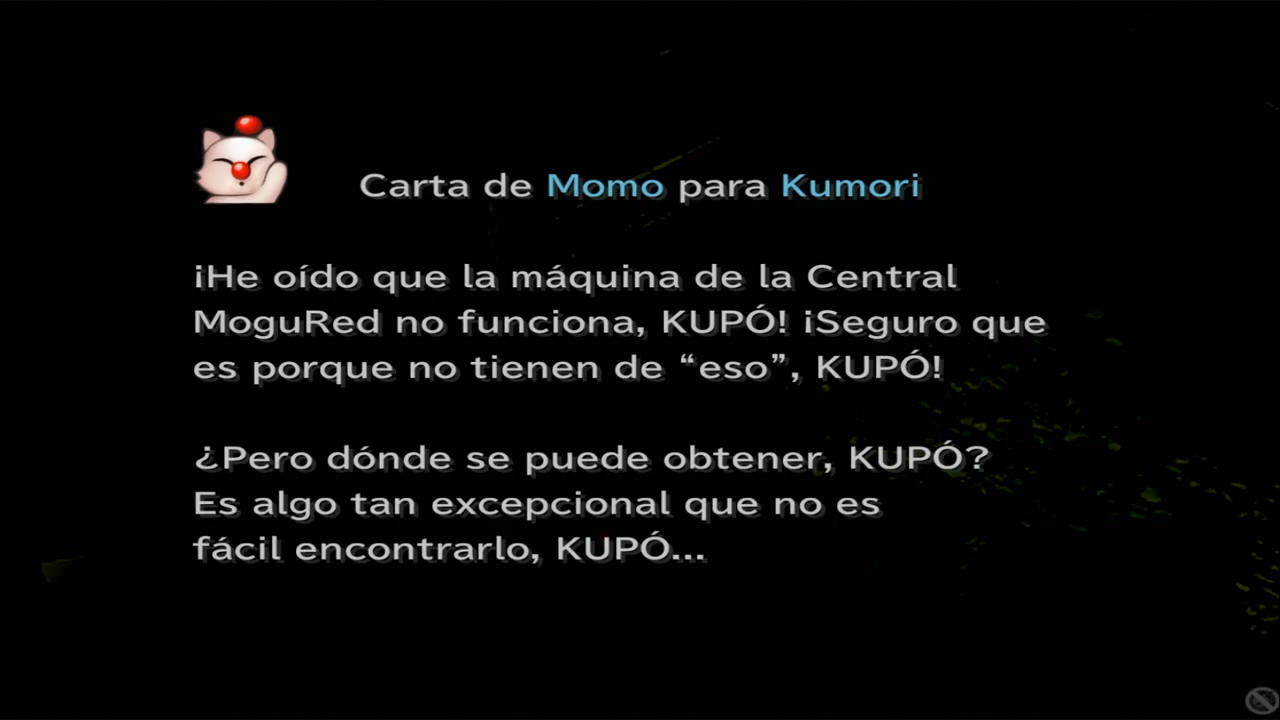 Carta de Momo para Kumori
¡He oído que la máquina de la Central
MoguRed no funciona, KUPÓ! ¡Seguro que
es porque no tienen de “eso”, KUPÓ!
¿Pero dónde se puede obtener, KUPÓ?
Es algo tan excepcional que no es
fácil encontrarlo, KUPÓ...